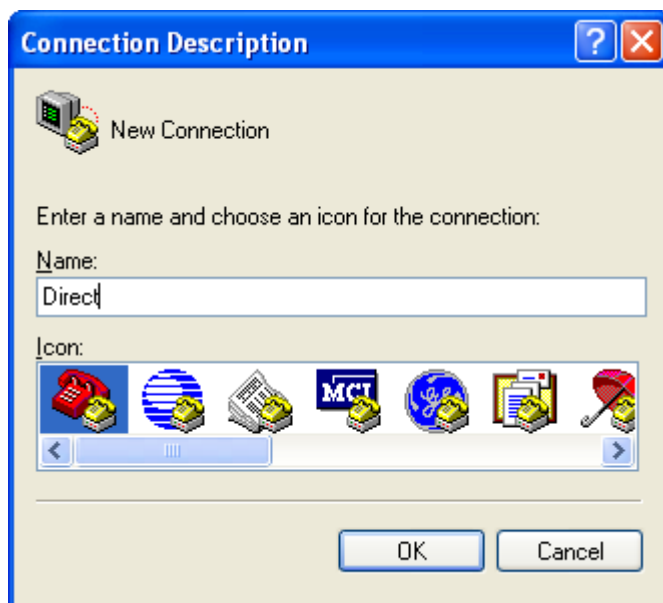 Connection Description
New Connection
Enter a name and choose an icon for the connection:
Name:
Direct
Icon:
MCI
OK
Cancel